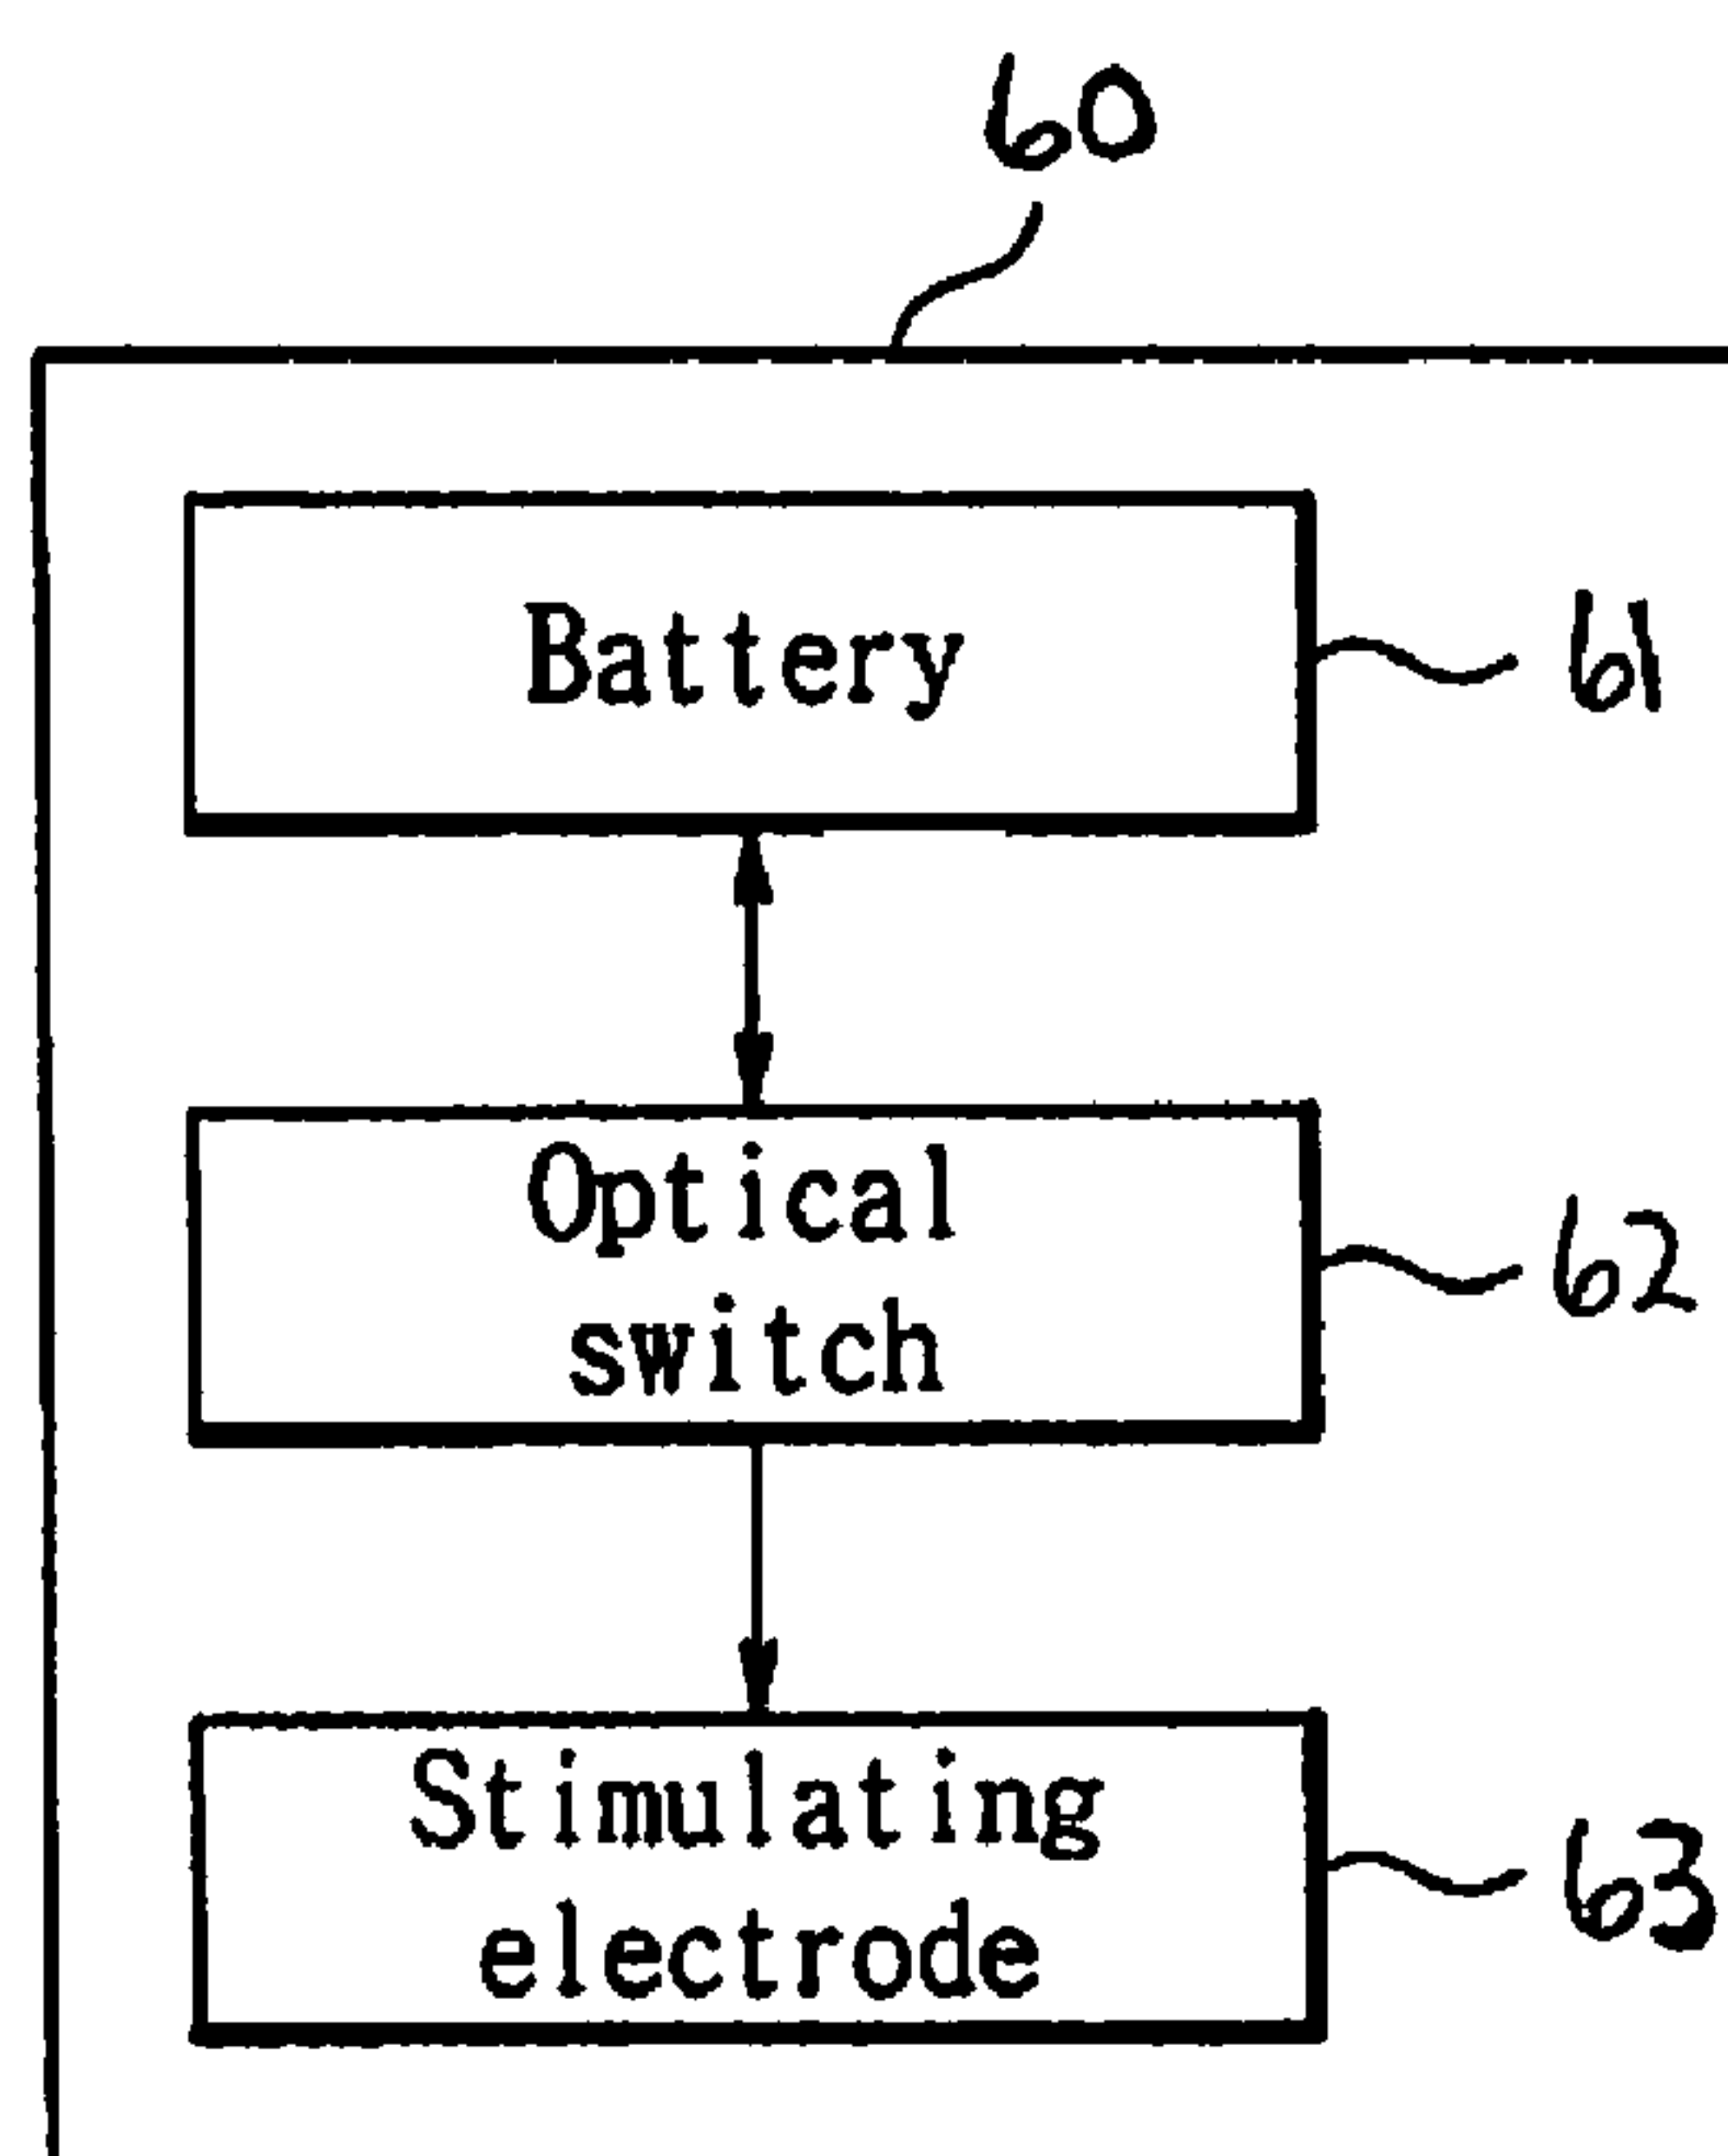 60
Battery
61
Optical
switch
62
Stimulating
electrode
63